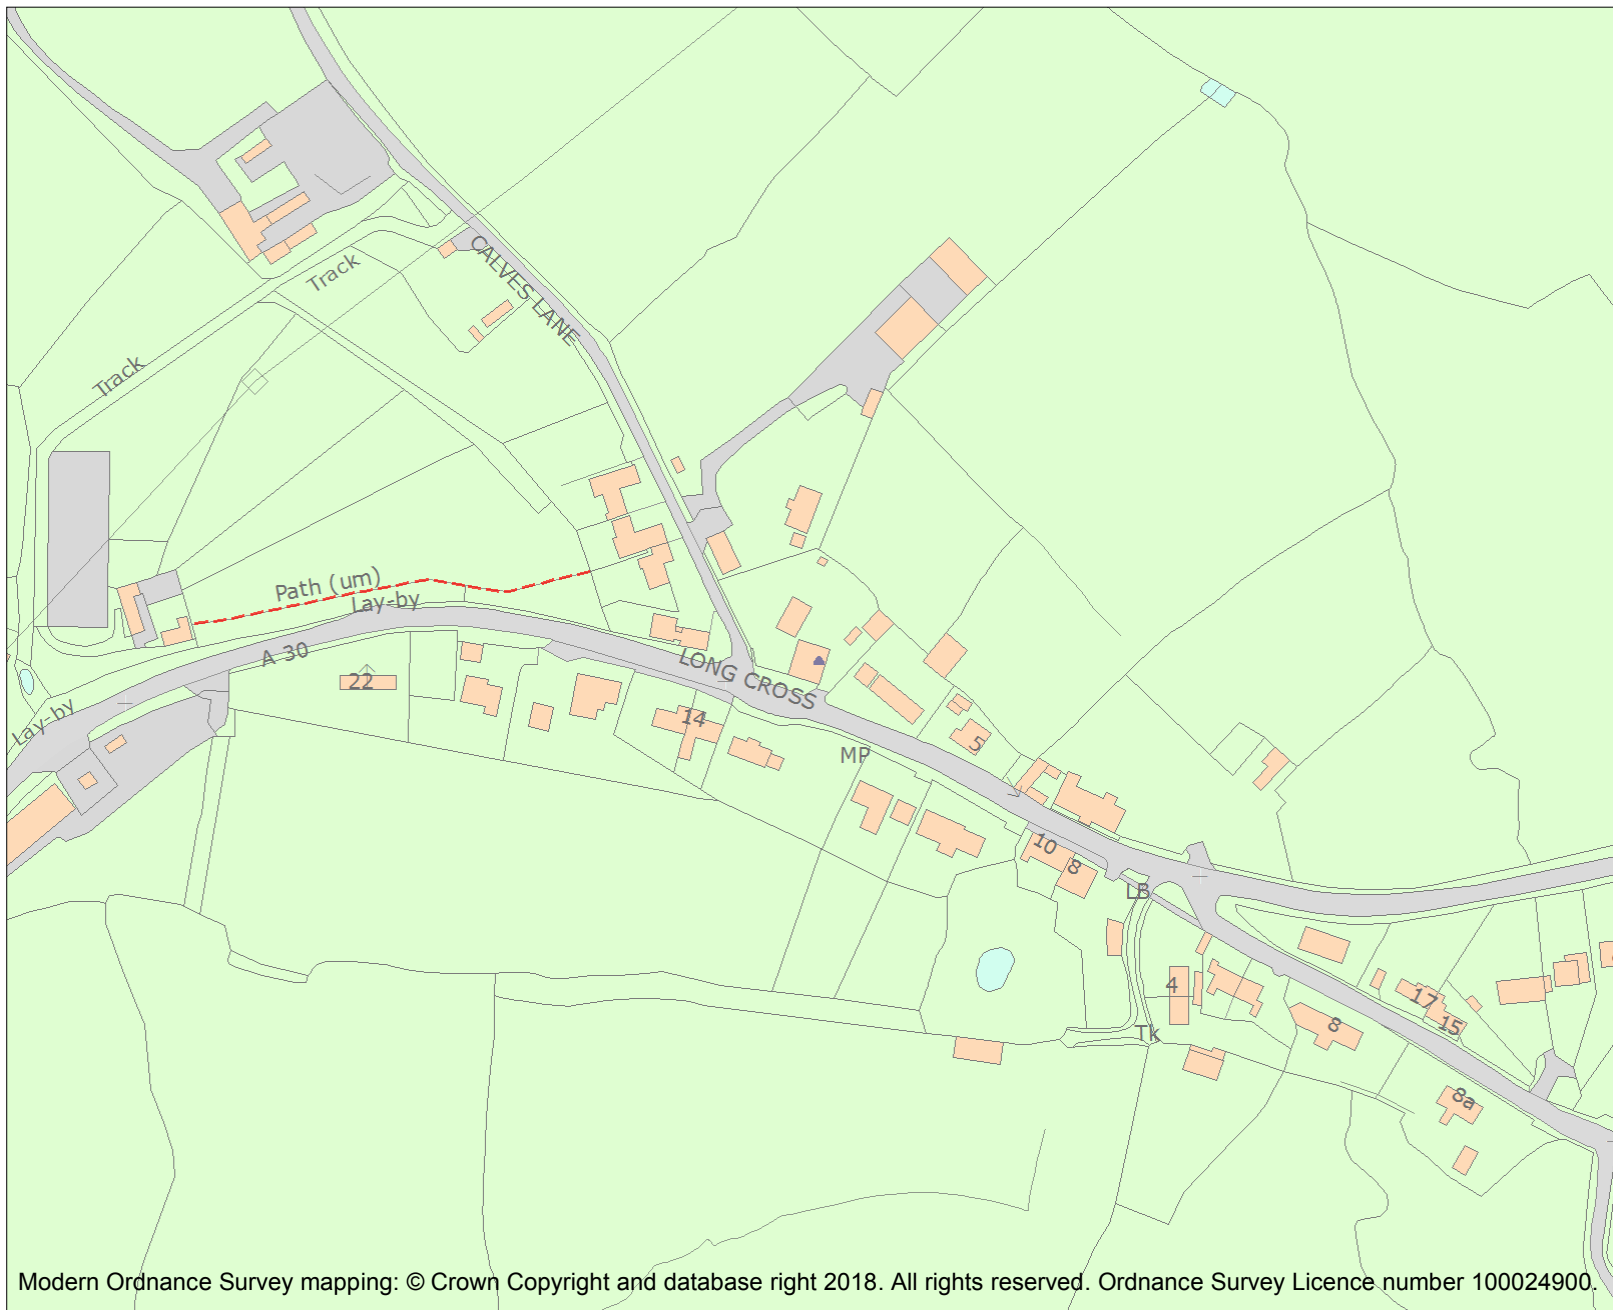 CALVES LANE
Track
Track
Path (um)
Lay-by
A 30
LONG CROSS
22
Lay-by
14
MP
5
10
8
LB
4
17
15
8
Tk
8a
Modern Ordnance Survey mapping: © Crown Copyright and database right 2018. All rights reserved. Ordnance Survey Licence number 100024900.